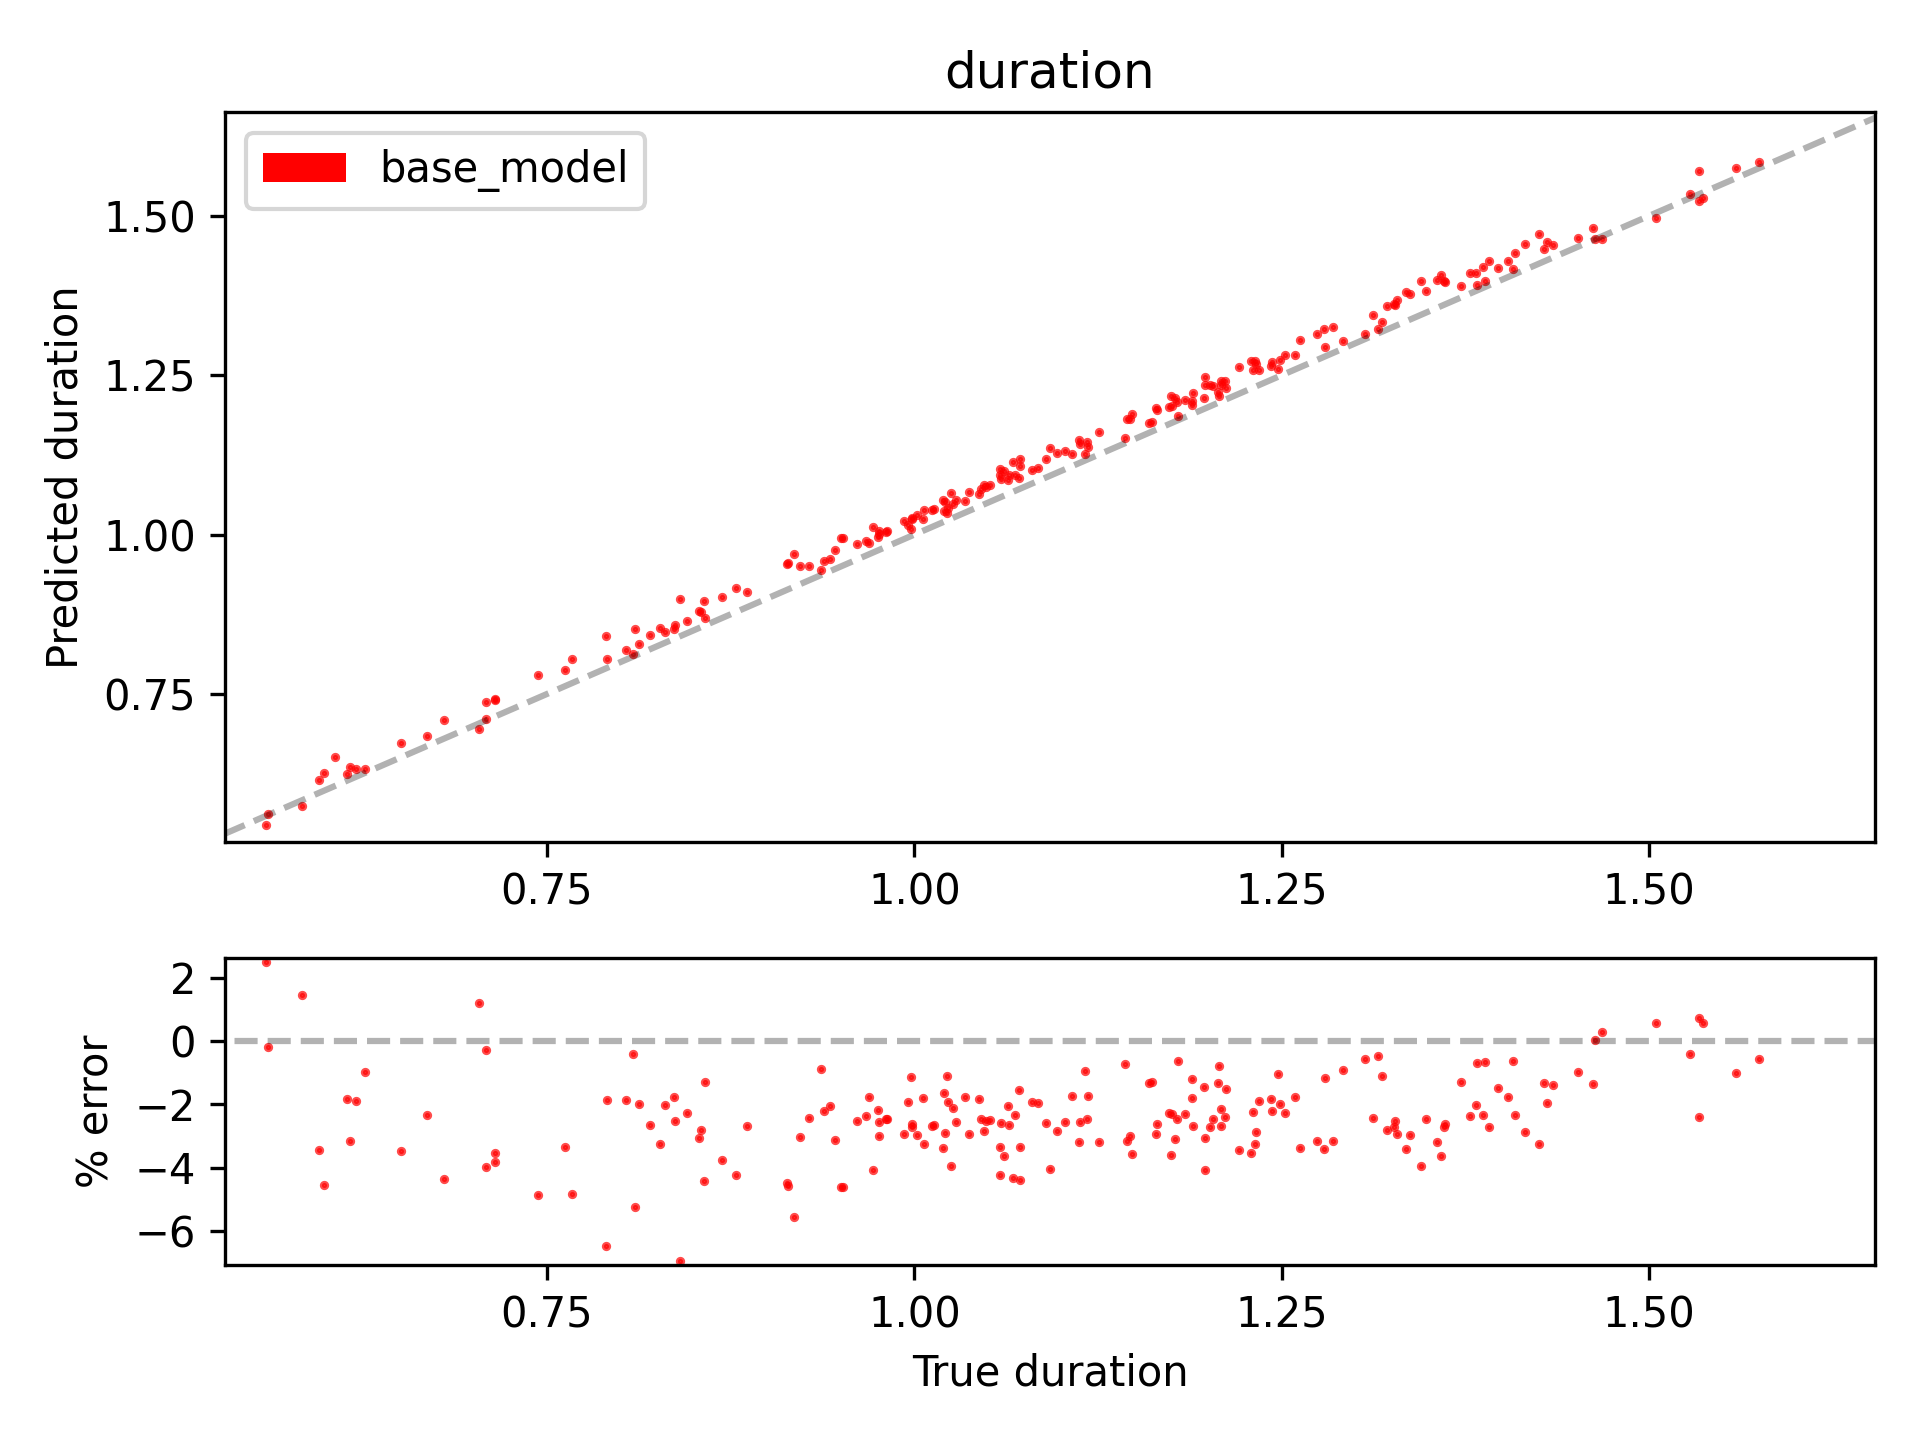 duration
base_model
Predicted duration
1.50
1.25
1.00
0.75
0.75 1.00 1.25 1.50
% error
2
0
−2
−4
−6
0.75 1.00 1.25 1.50
True duration